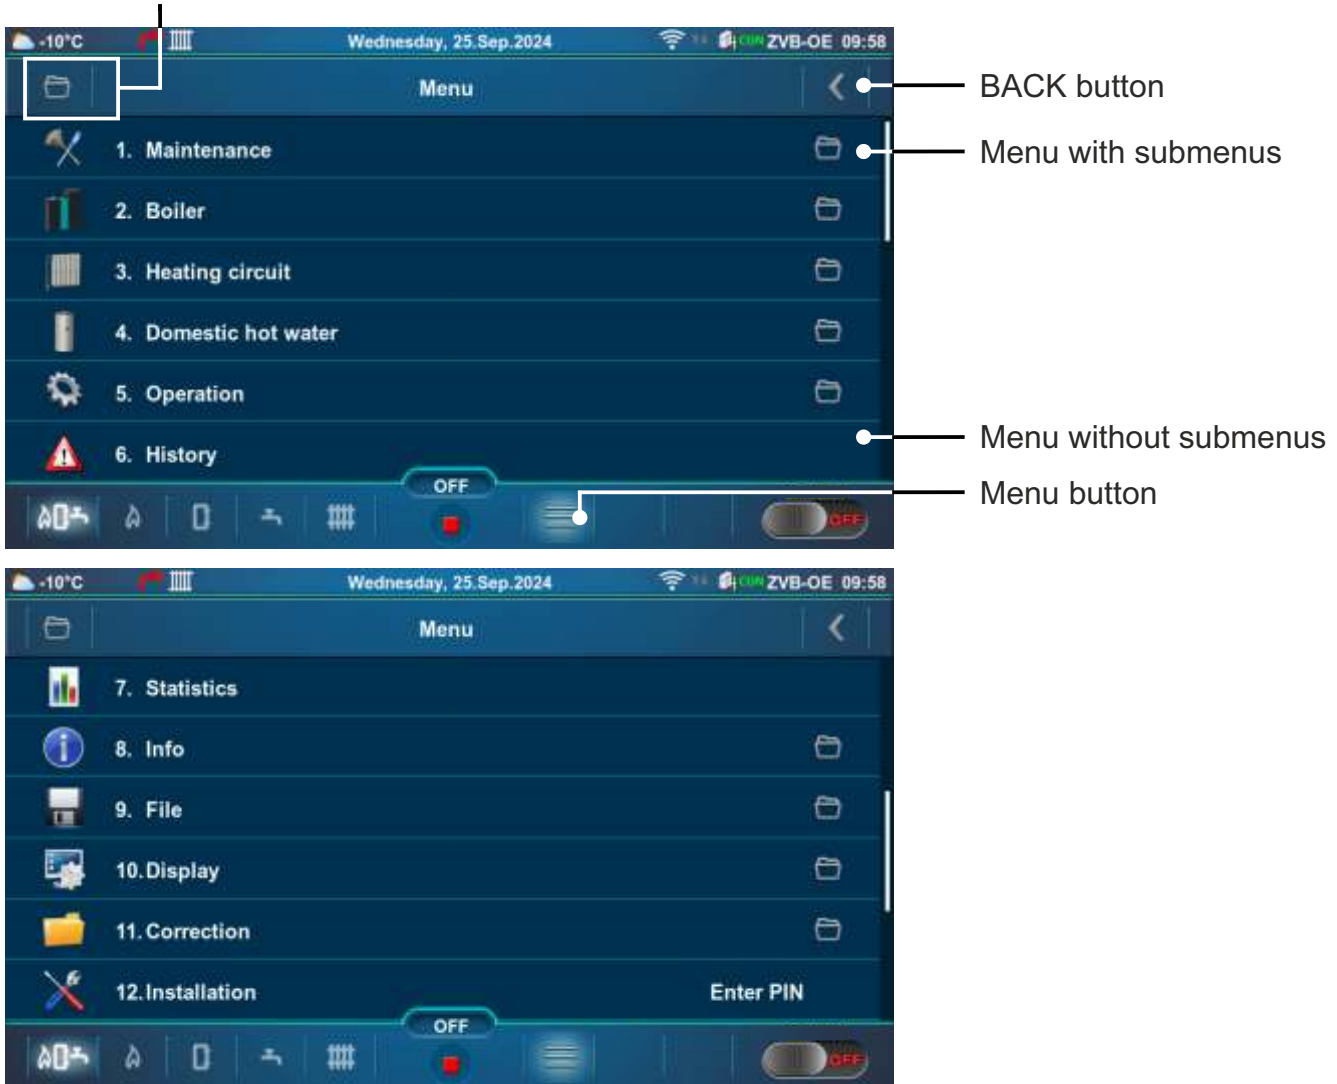 -10°C Wednesday, 25.Sep.2024 CON ZVB-OE 09:58
Menu
BACK button
1. Maintenance
Menu with submenus
2. Boiler
3. Heating circuit
4. Domestic hot water
5. Operation
6. History
Menu without submenus
OFF
Menu button
OFF
-10°C Wednesday, 25.Sep.2024 CON ZVB-OE 09:58
Menu
7. Statistics
8. Info
9. File
10. Display
11. Correction
12. Installation Enter PIN
OFF
OFF